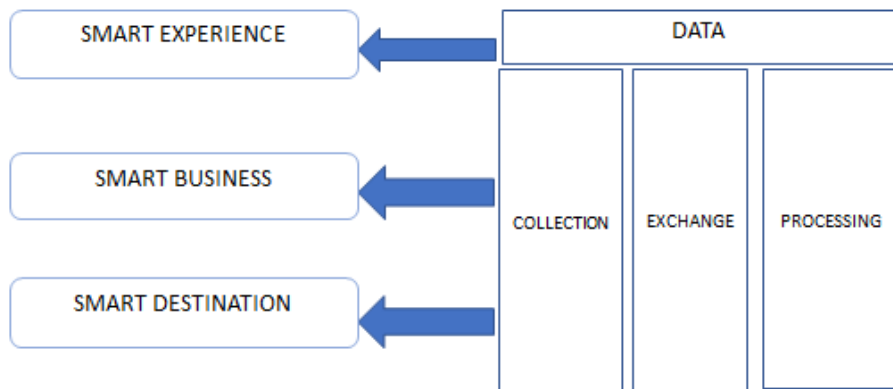 SMART EXPERIENCE
DATA
SMART BUSINESS
COLLECTION
EXCHANGE
PROCESSING
SMART DESTINATION